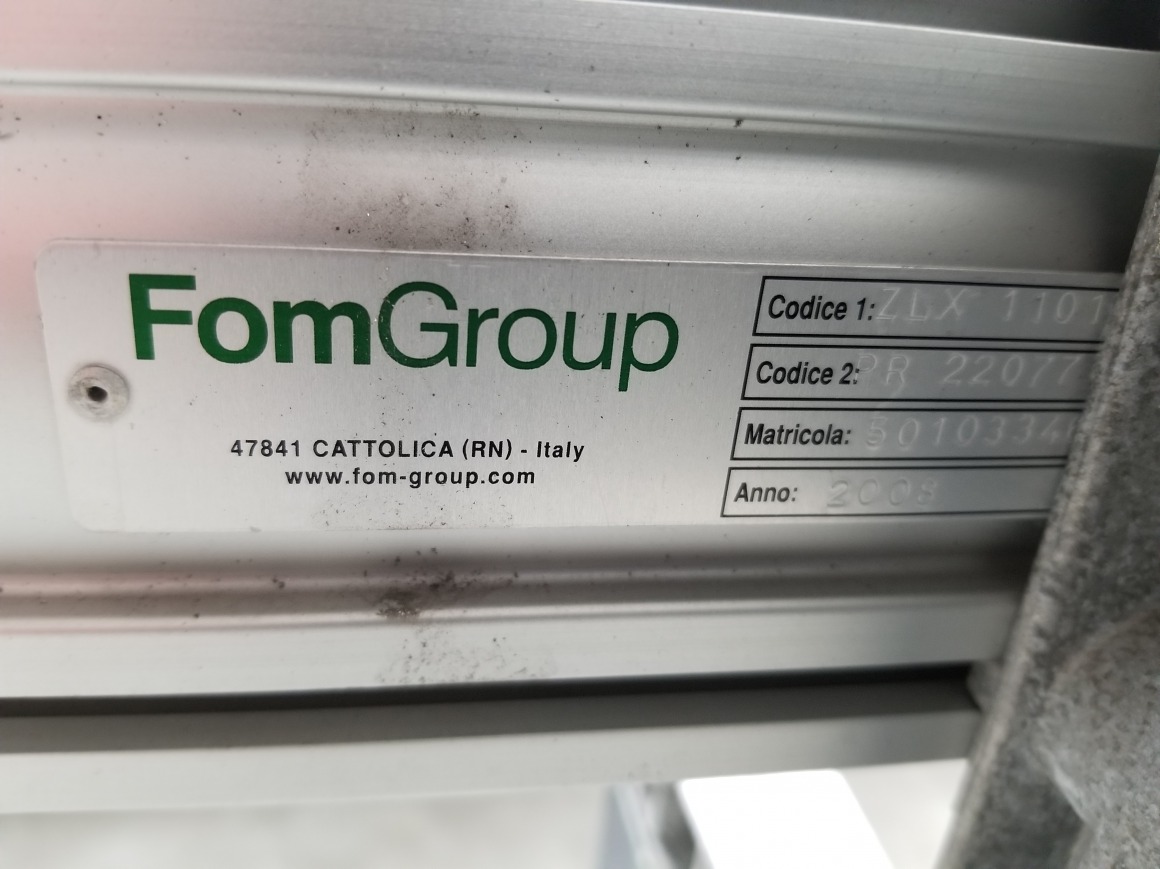 FomGroup
47841 CATTOLICA (RN) - Italy
www.fom-group.com
Codice 1: ZLX 1101
Codice 2: PR 22077
Matricola: 5010334
Anno: 2008